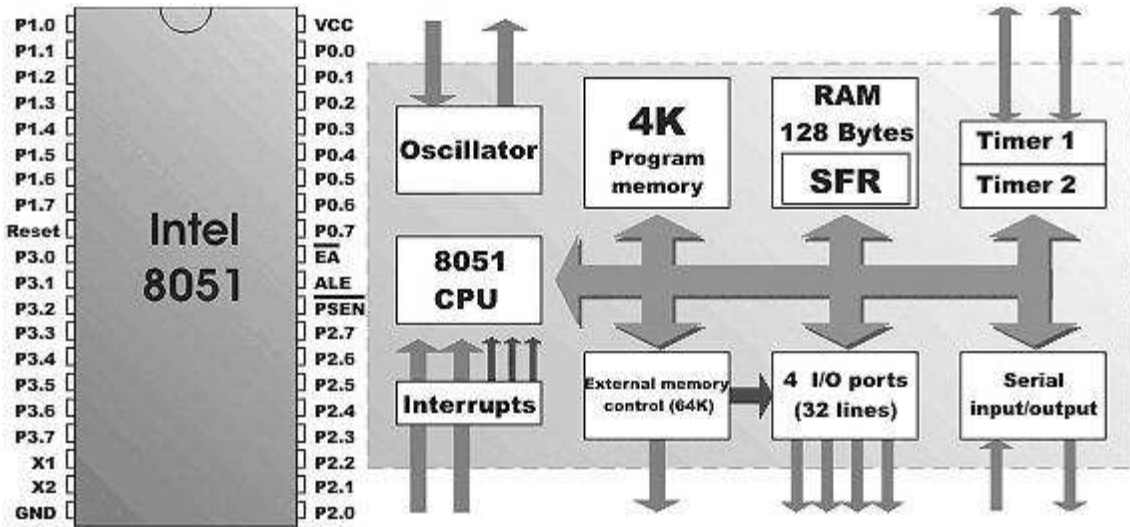 P1.0
P1.1
P1.2
P1.3
P1.4
P1.5
P1.6
P1.7
Reset
P3.0
P3.1
P3.2
P3.3
P3.4
P3.5
P3.6
P3.7
X1
X2
GND
Intel
8051
VCC
P0.0
P0.1
P0.2
P0.3
P0.4
P0.5
P0.6
P0.7
EA
ALE
PSEN
P2.7
P2.6
P2.5
P2.4
P2.3
P2.2
P2.1
P2.0
Oscillator
4K
Program
memory
RAM
128 Bytes
SFR
Timer 1
Timer 2
8051
CPU
Interrupts
External memory
control (64K)
4 I/O ports
(32 lines)
Serial
input/output